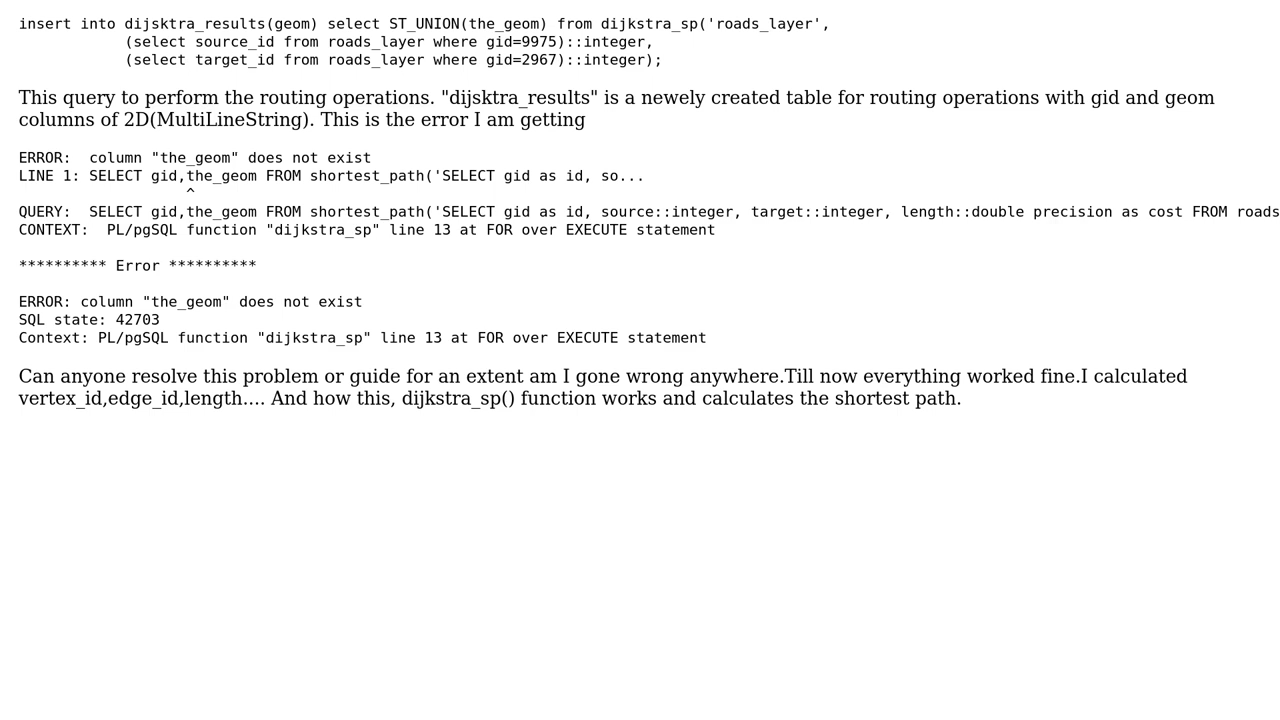 insert into dijsktra_results(geom) select ST_UNION(the_geom) from dijkstra_sp('roads_layer',
(select source_id from roads_layer where gid=9975)::integer,
(select target_id from roads_layer where gid=2967)::integer);
This query to perform the routing operations. "dijsktra_results" is a newely created table for routing operations with gid and geom
columns of 2D(MultiLineString). This is the error I am getting
ERROR:  column "the_geom" does not exist
LINE 1: SELECT gid,the_geom FROM shortest_path('SELECT gid as id, so...
^
QUERY:  SELECT gid,the_geom FROM shortest_path('SELECT gid as id, source::integer, target::integer, length::double precision as cost FROM roads
CONTEXT:  PL/pgSQL function "dijkstra_sp" line 13 at FOR over EXECUTE statement
********** Error **********
ERROR: column "the_geom" does not exist
SQL state: 42703
Context: PL/pgSQL function "dijkstra_sp" line 13 at FOR over EXECUTE statement
Can anyone resolve this problem or guide for an extent am I gone wrong anywhere.Till now everything worked fine.I calculated
vertex_id,edge_id,length.... And how this, dijkstra_sp() function works and calculates the shortest path.